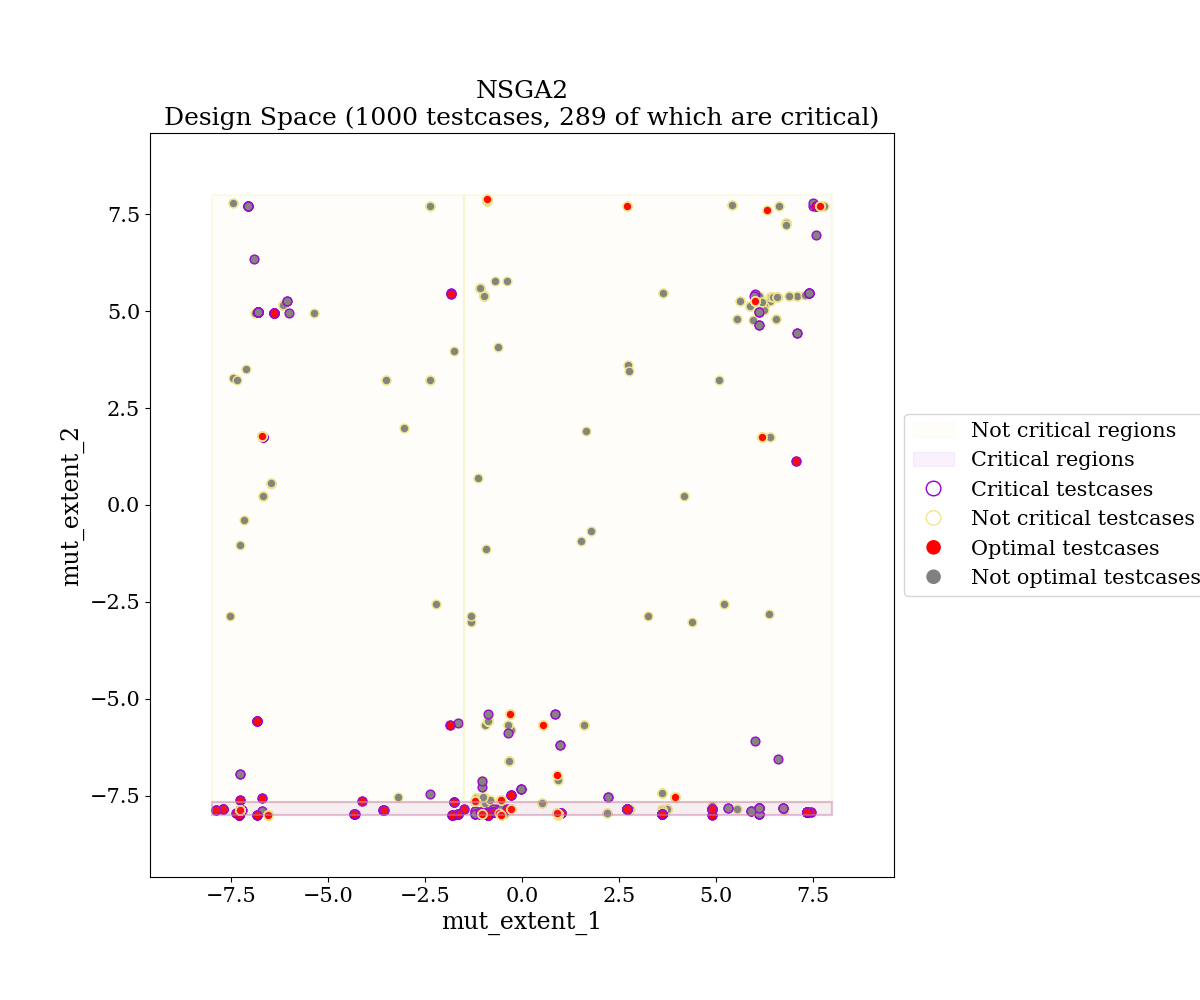 NSGA2
Design Space (1000 testcases, 289 of which are critical)
7.5
5.0
2.5
0.0
−2.5
−5.0
−7.5
mut_extent_2
−7.5
−5.0
−2.5
0.0
2.5
5.0
7.5
mut_extent_1
Not critical regions
Critical regions
Critical testcases
Not critical testcases
Optimal testcases
Not optimal testcases